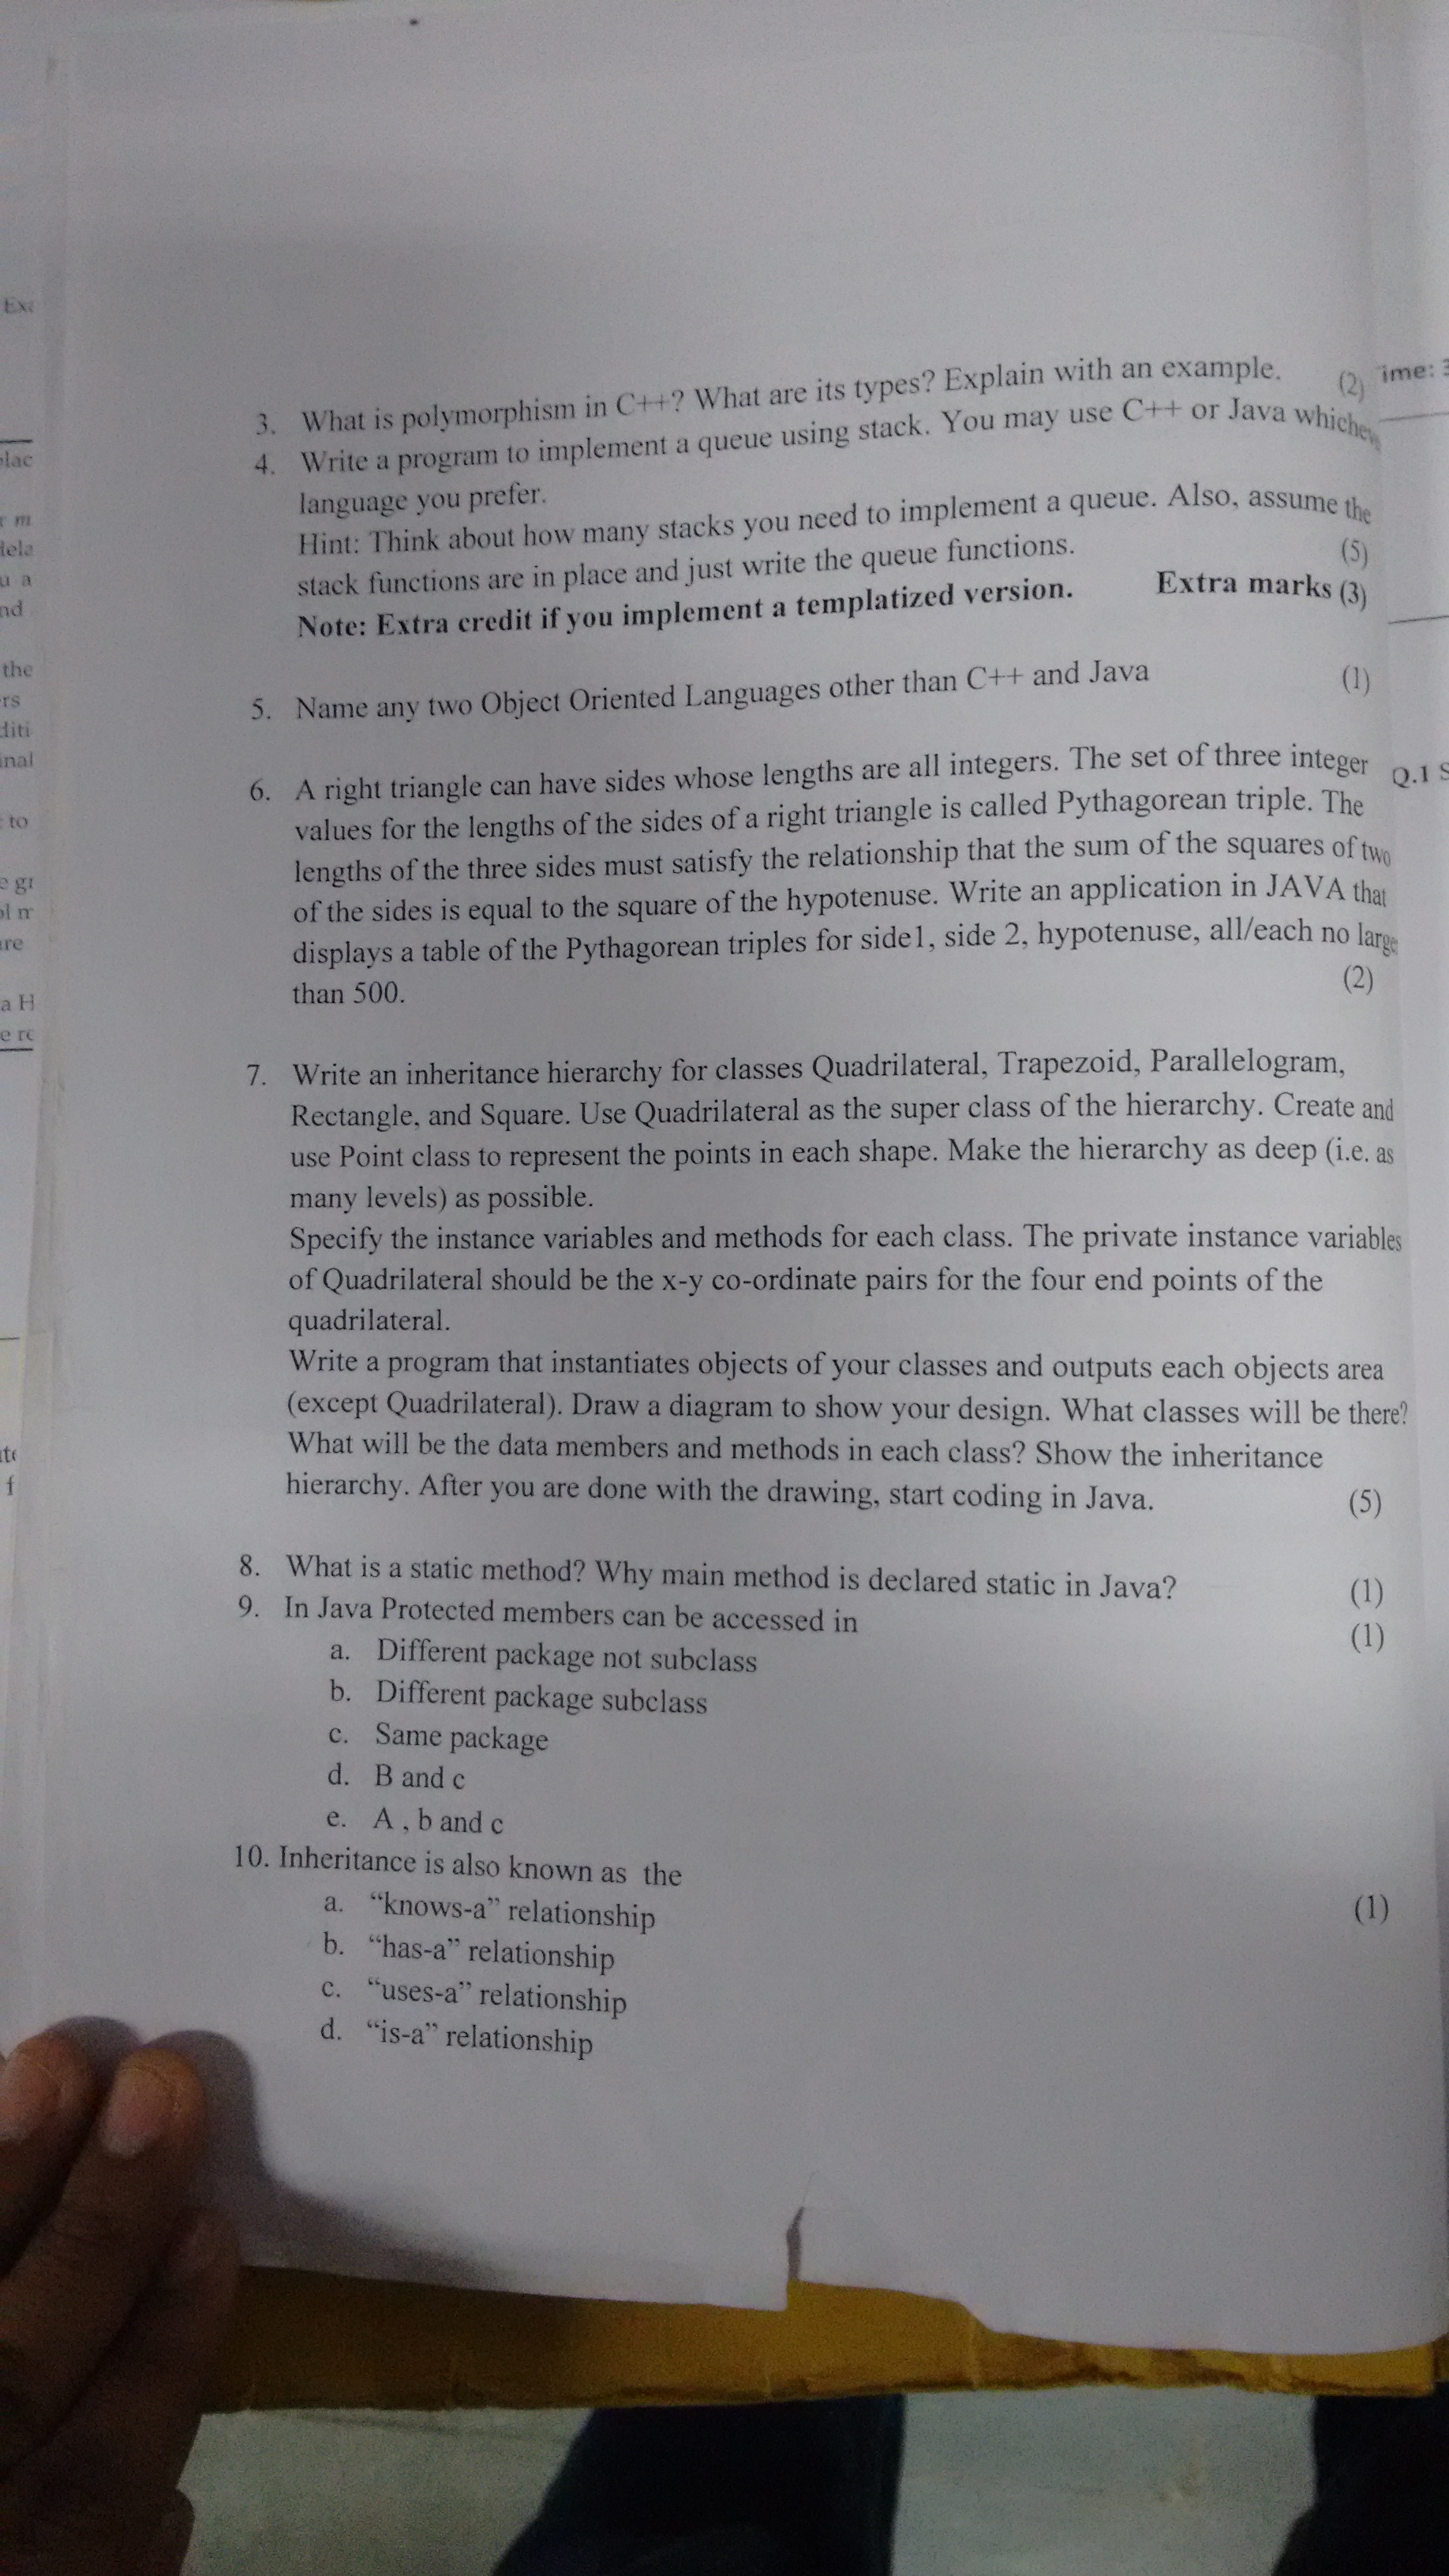 3. What is polymorphism in C++? What are its types? Explain with an example. (2)
4. Write a program to implement a queue using stack. You may use C++ or Java
language you prefer.
Hint: Think about how many stacks you need to implement a queue. Also, assume the
stack functions are in place and just write the queue functions. (5)
Note: Extra credit if you implement a templatized version. Extra marks (3)
5. Name any two Object Oriented Languages other than C++ and Java (1)
6. A right triangle can have sides whose lengths are all integers. The set of three integer
values for the lengths of the sides of a right triangle is called Pythagorean triple. The
lengths of the three sides must satisfy the relationship that the sum of the squares of two
of the sides is equal to the square of the hypotenuse. Write an application in JAVA that
displays a table of the Pythagorean triples for side1, side 2, hypotenuse, all/each no large
than 500. (2)
7. Write an inheritance hierarchy for classes Quadrilateral, Trapezoid, Parallelogram,
Rectangle, and Square. Use Quadrilateral as the super class of the hierarchy. Create and
use Point class to represent the points in each shape. Make the hierarchy as deep (i.e. as
many levels) as possible.
Specify the instance variables and methods for each class. The private instance variables
of Quadrilateral should be the x-y co-ordinate pairs for the four end points of the
quadrilateral.
Write a program that instantiates objects of your classes and outputs each objects area
(except Quadrilateral). Draw a diagram to show your design. What classes will be there?
What will be the data members and methods in each class? Show the inheritance
hierarchy. After you are done with the drawing, start coding in Java. (5)
8. What is a static method? Why main method is declared static in Java? (1)
9. In Java Protected members can be accessed in (1)
a. Different package not subclass
b. Different package subclass
c. Same package
d. B and c
e. A , b and c
10. Inheritance is also known as the (1)
a. “knows-a” relationship
b. “has-a” relationship
c. “uses-a” relationship
d. “is-a” relationship
ime:
Q.1
the
to